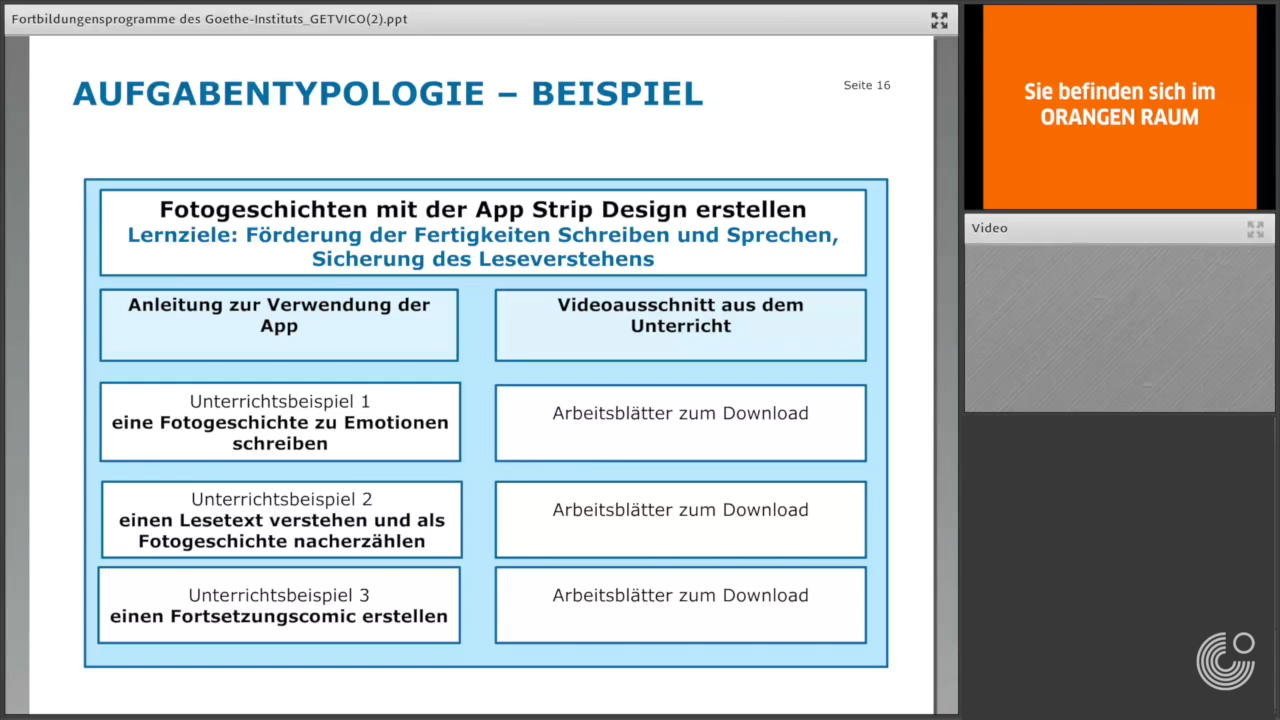 Fortbildungensprogramme des Goethe-Instituts_GETVICO(2).ppt
AUFGABENTYPOLOGIE – BEISPIEL
Seite 16
Fotogeschichten mit der App Strip Design erstellen
Lernziele: Förderung der Fertigkeiten Schreiben und Sprechen,
Sicherung des Leseverstehens
Anleitung zur Verwendung der
App
Videoausschnitt aus dem
Unterricht
Unterrichtsbeispiel 1
eine Fotogeschichte zu Emotionen
schreiben
Arbeitsblätter zum Download
Unterrichtsbeispiel 2
einen Lesetext verstehen und als
Fotogeschichte nacherzählen
Arbeitsblätter zum Download
Unterrichtsbeispiel 3
einen Fortsetzungscomic erstellen
Arbeitsblätter zum Download
Sie befinden sich im
ORANGEN RAUM
Video